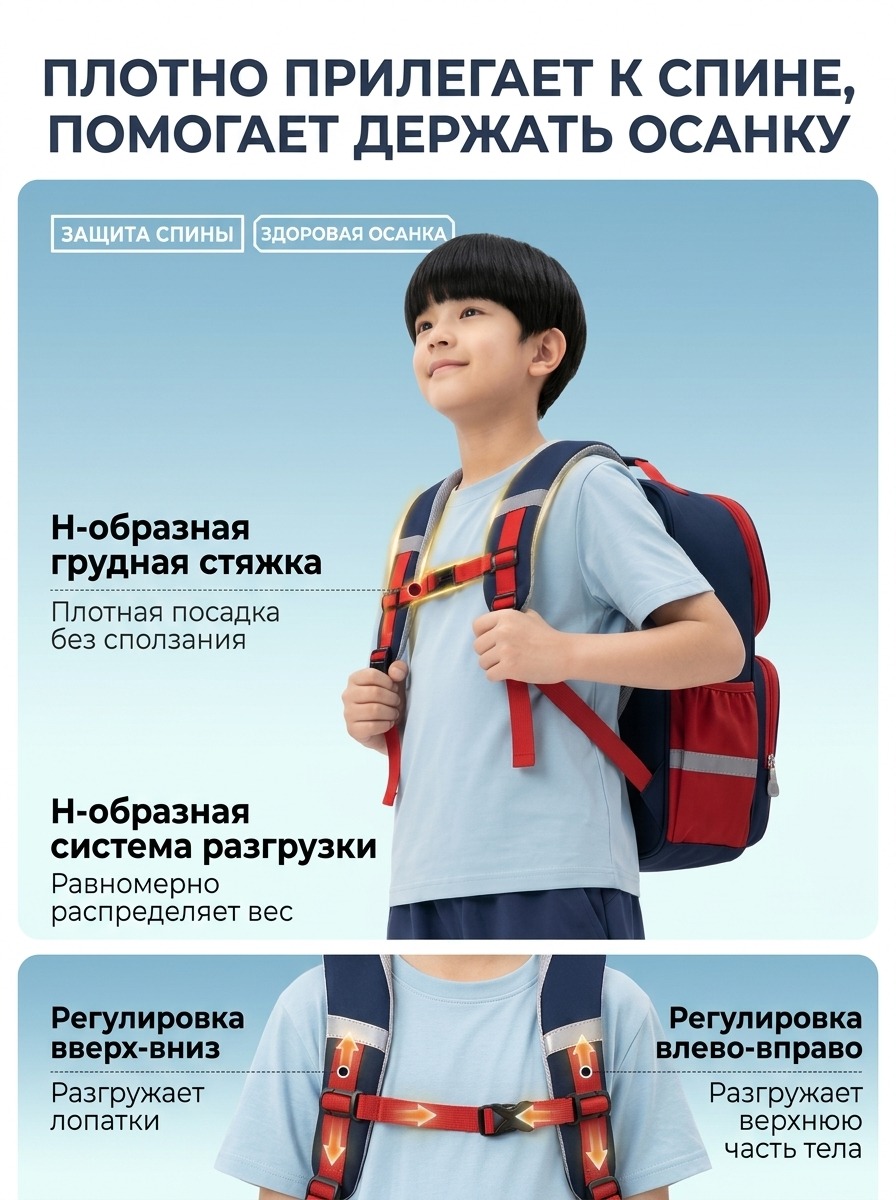 ПЛОТНО ПРИЛЕГАЕТ К СПИНЕ,
ПОМОГАЕТ ДЕРЖАТЬ ОСАНКУ
ЗАЩИТА СПИНЫ
ЗДОРОВАЯ ОСАНКА
Н-образная
грудная стяжка
Плотная посадка
без сползания
Н-образная
система разгрузки
Равномерно
распределяет вес
Регулировка
вверх-вниз
Разгружает
лопатки
Регулировка
влево-вправо
Разгружает
верхнюю
часть тела